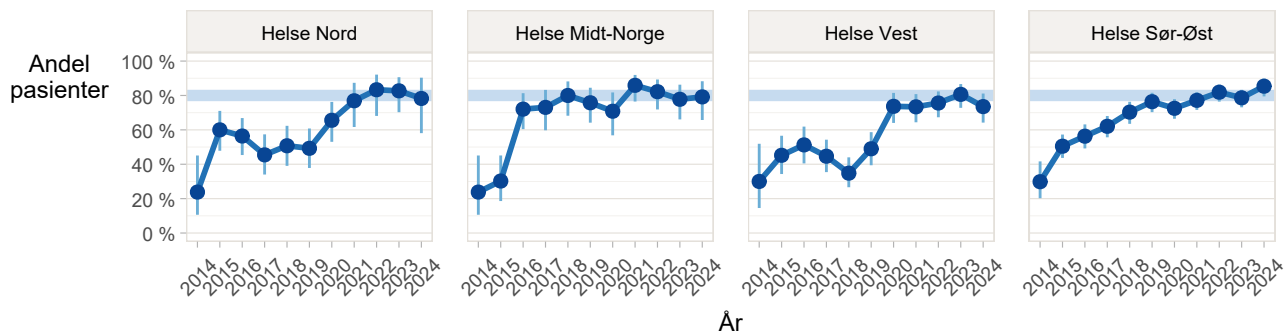 Helse Nord
Helse Midt-Norge
Helse Vest
Helse Sør-Øst
Andel
pasienter
100 %
80 %
60 %
40 %
20 %
0 %
2014 2015 2016 2017 2018 2019 2020 2021 2022 2023 2024
2014 2015 2016 2017 2018 2019 2020 2021 2022 2023 2024
2014 2015 2016 2017 2018 2019 2020 2021 2022 2023 2024
2014 2015 2016 2017 2018 2019 2020 2021 2022 2023 2024
År